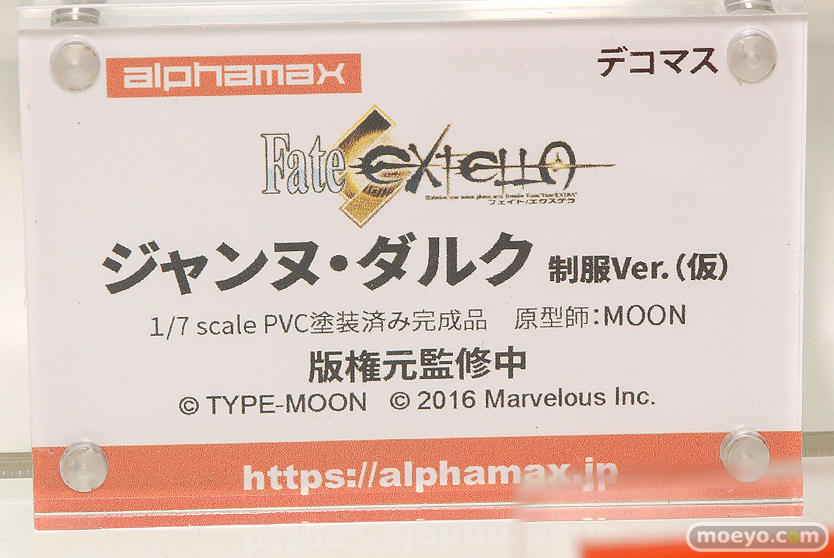 alphamax
デコマス
Fate EXTELLA
フェイト/エクステラ
ジャンヌ・ダルク 制服Ver.(仮)
1/7 scale PVC塗装済み完成品 原型師:MOON
版権元監修中
© TYPE-MOON © 2016 Marvelous Inc.
https://alphamax.jp
moeyo.com